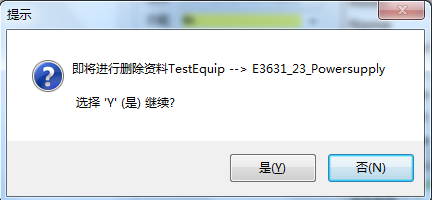 提示
即将进行删除资料TestEquip --> E3631_23_Powersupply
选择 'Y' (是) 继续?
是(Y)
否(N)